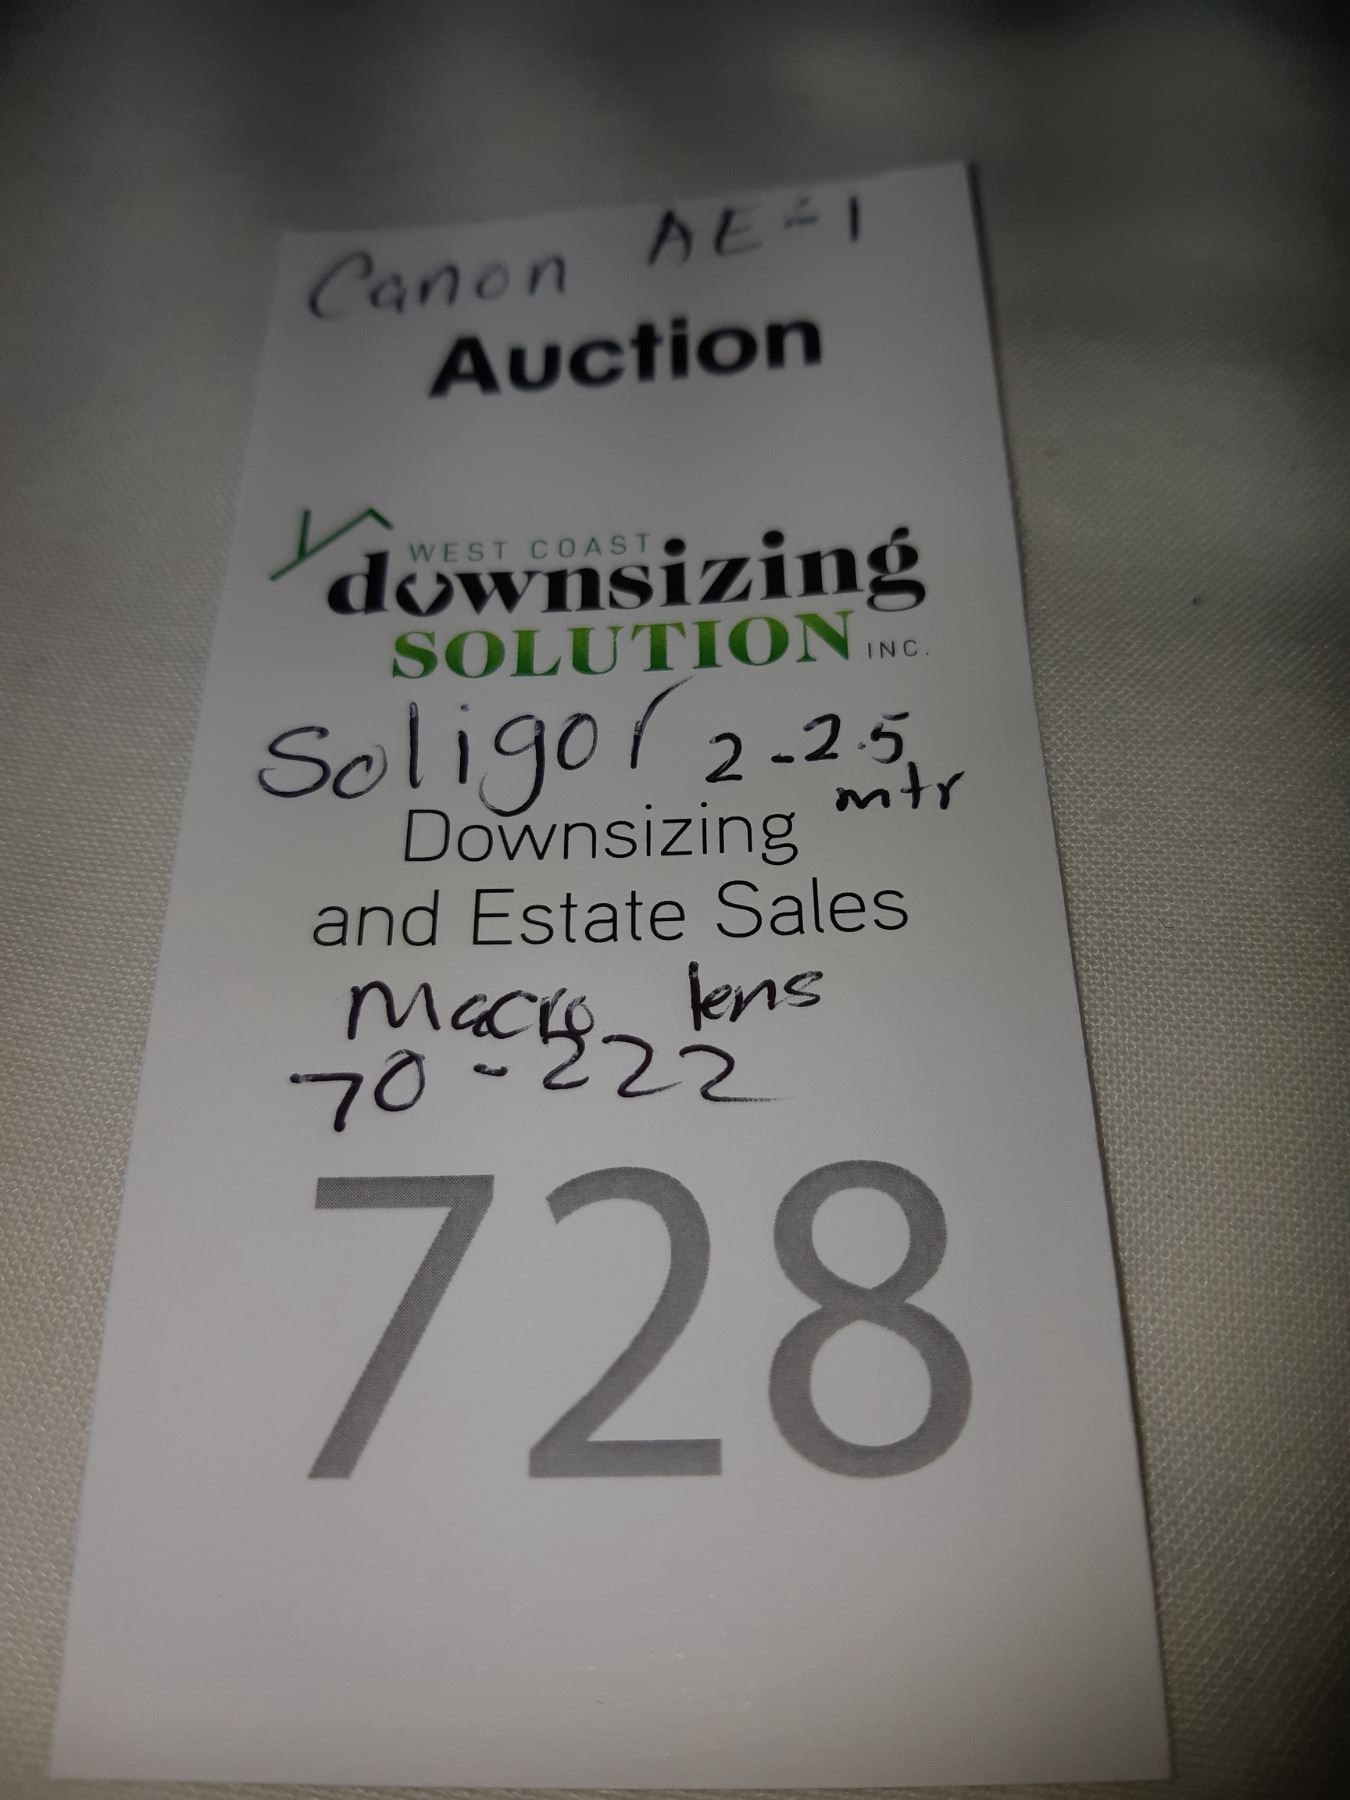 Canon AE-1
Auction
WEST COAST
downsizing
SOLUTION INC.
Soligor 2-2.5
mtr
Downsizing
and Estate Sales
Macro lens
70-222
728